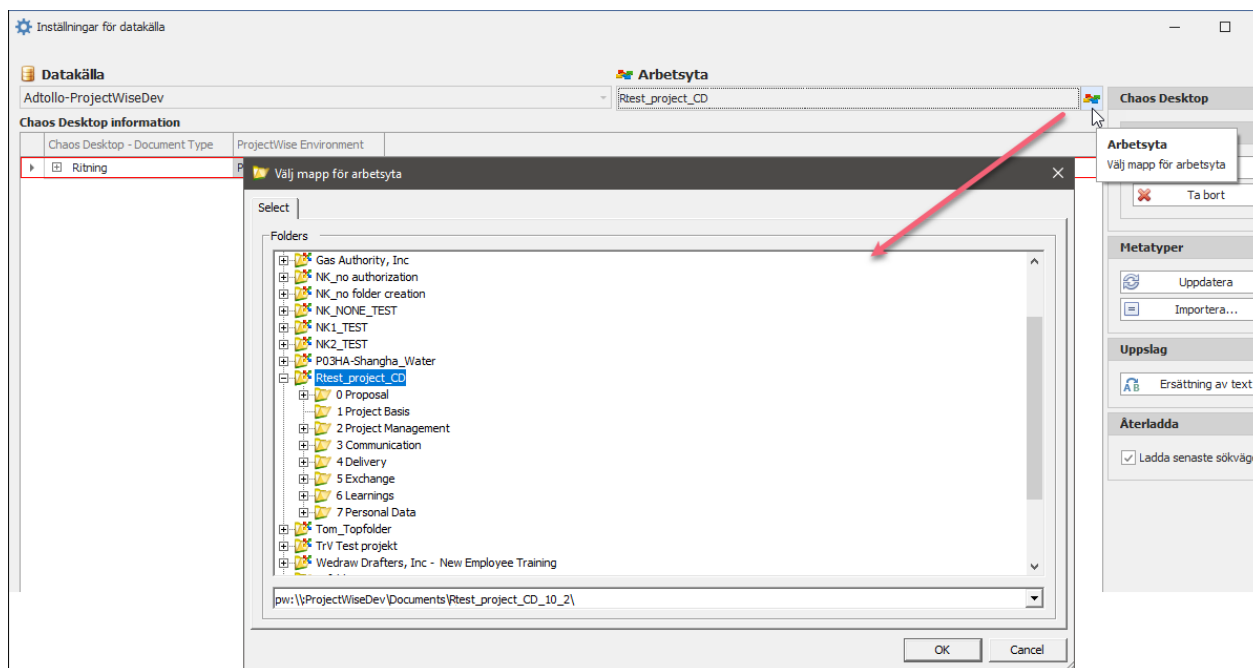 Inställningar för datakälla
Datakälla
Arbetsyta
Adtollo-ProjectWiseDev
Rtest_project_CD
Chaos Desktop
Chaos Desktop information
Chaos Desktop - Document Type
ProjectWise Environment
Arbetsyta
Välj mapp för arbetsyta
Ritning
P
Ta bort
Välj mapp för arbetsyta
Select
Folders
Gas Authority, Inc
NK_no authorization
NK_no folder creation
NK_NONE_TEST
NK1_TEST
NK2_TEST
P03HA-Shangha_Water
Rtest_project_CD
0 Proposal
1 Project Basis
2 Project Management
3 Communication
4 Delivery
5 Exchange
6 Learnings
7 Personal Data
Tom_Topfolder
TrV Test projekt
Wedraw Drafters, Inc - New Employee Training
pw:\\:ProjectWiseDev\Documents\Rtest_project_CD_10_2\
OK
Cancel
Metatyper
Uppdatera
Importera...
Uppslag
Ersättning av text
Återladda
Ladda senaste sökväge